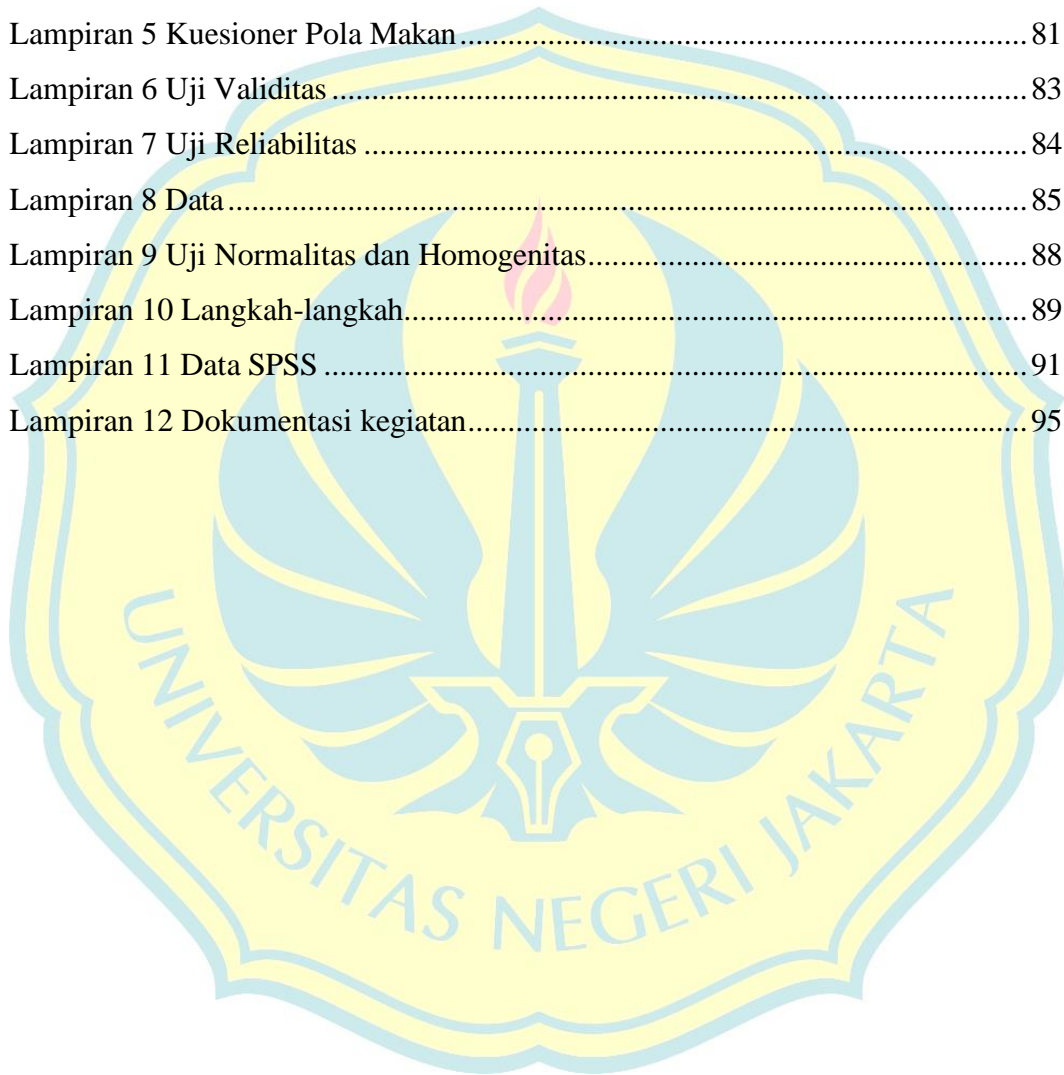 Lampiran 5 Kuesioner Pola Makan ........................................................................ 81
Lampiran 6 Uji Validitas ........................................................................................ 83
Lampiran 7 Uji Reliabilitas .................................................................................... 84
Lampiran 8 Data ..................................................................................................... 85
Lampiran 9 Uji Normalitas dan Homogenitas ........................................................ 88
Lampiran 10 Langkah-langkah ............................................................................... 89
Lampiran 11 Data SPSS ......................................................................................... 91
Lampiran 12 Dokumentasi kegiatan ....................................................................... 95
UNIVERSITAS NEGERI JAKARTA